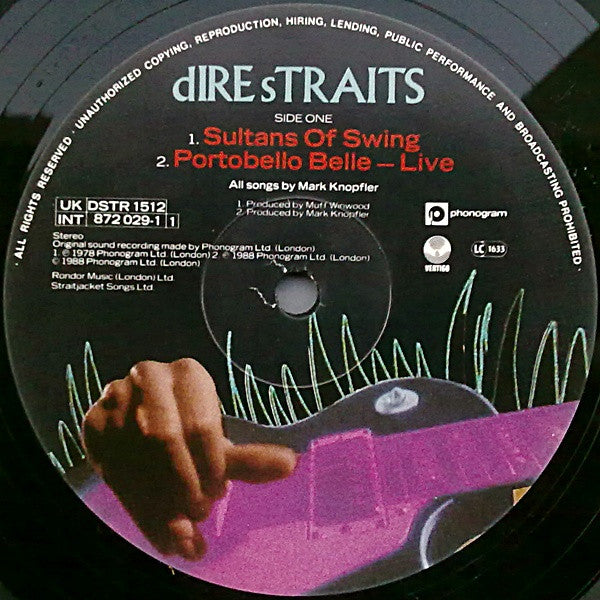 · ALL RIGHTS RESERVED · UNAUTHORIZED COPYING, REPRODUCTION, HIRING, LENDING, PUBLIC PERFORMANCE AND BROADCASTING PROHIBITED ·
dIRE sTRAITS
SIDE ONE
1. Sultans Of Swing
2. Portobello Belle – Live
All songs by Mark Knopfler
1. Produced by Muff Winwood
2. Produced by Mark Knopfler
UK DSTR 1512
INT 872 029-1 1
p phonogram
Stereo
Original sound recording made by Phonogram Ltd. (London)
1. ℗ 1978 Phonogram Ltd. (London) 2 ℗ 1988 Phonogram Ltd. (London)
© 1988 Phonogram Ltd. (London)
VERTIGO
LC 1633
Rondor Music (London) Ltd.
Straitjacket Songs Ltd